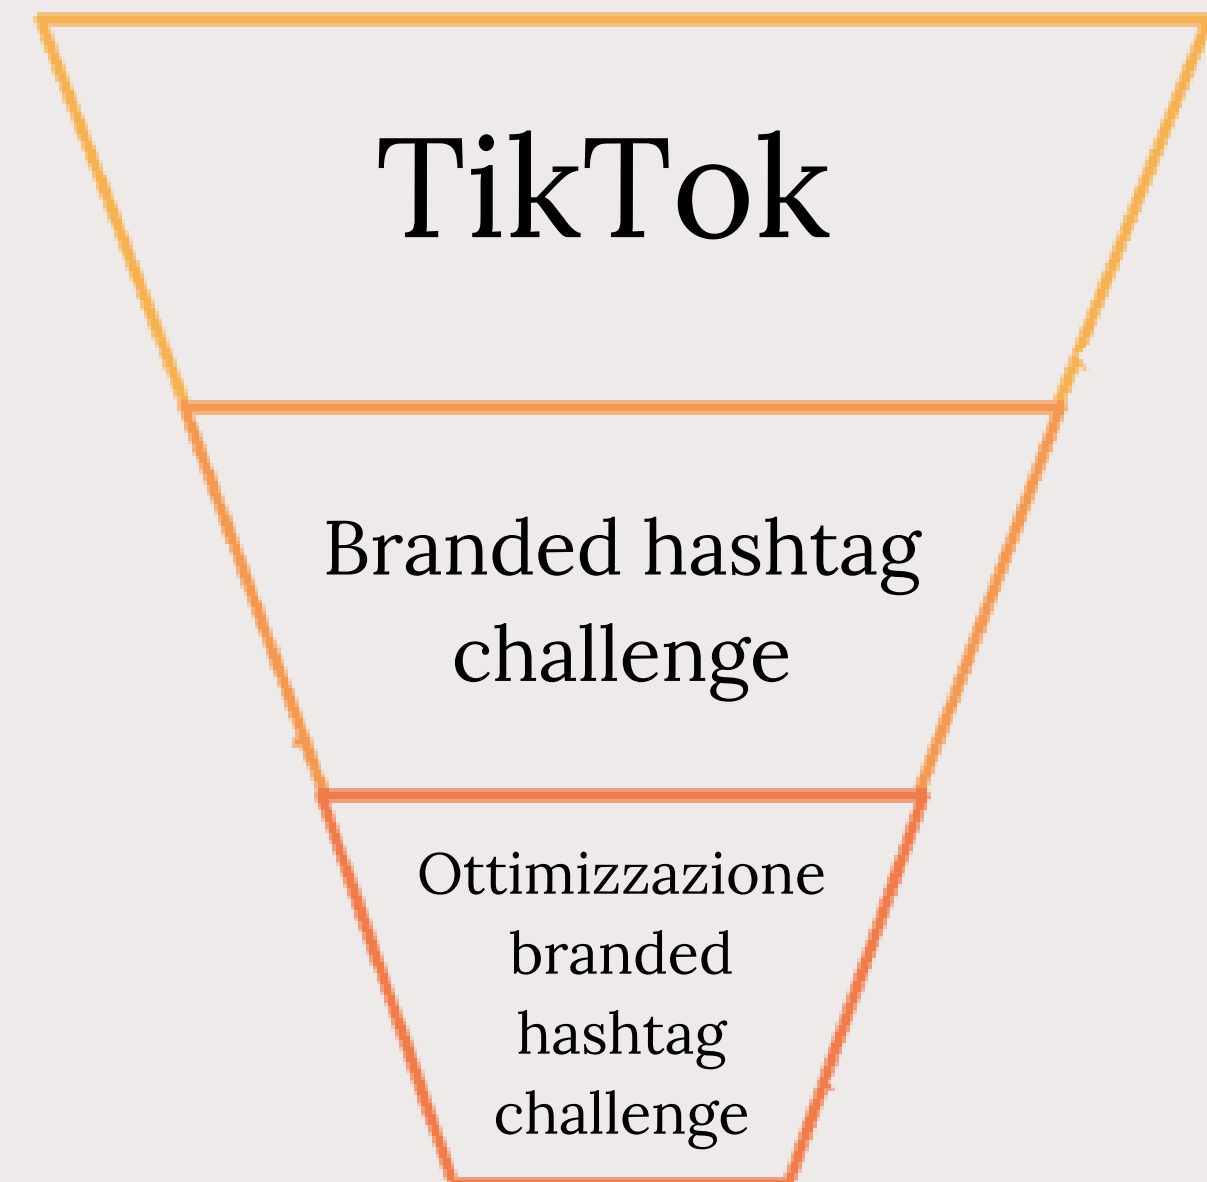 TikTok
Branded hashtag
challenge
Ottimizzazione
branded
hashtag
challenge